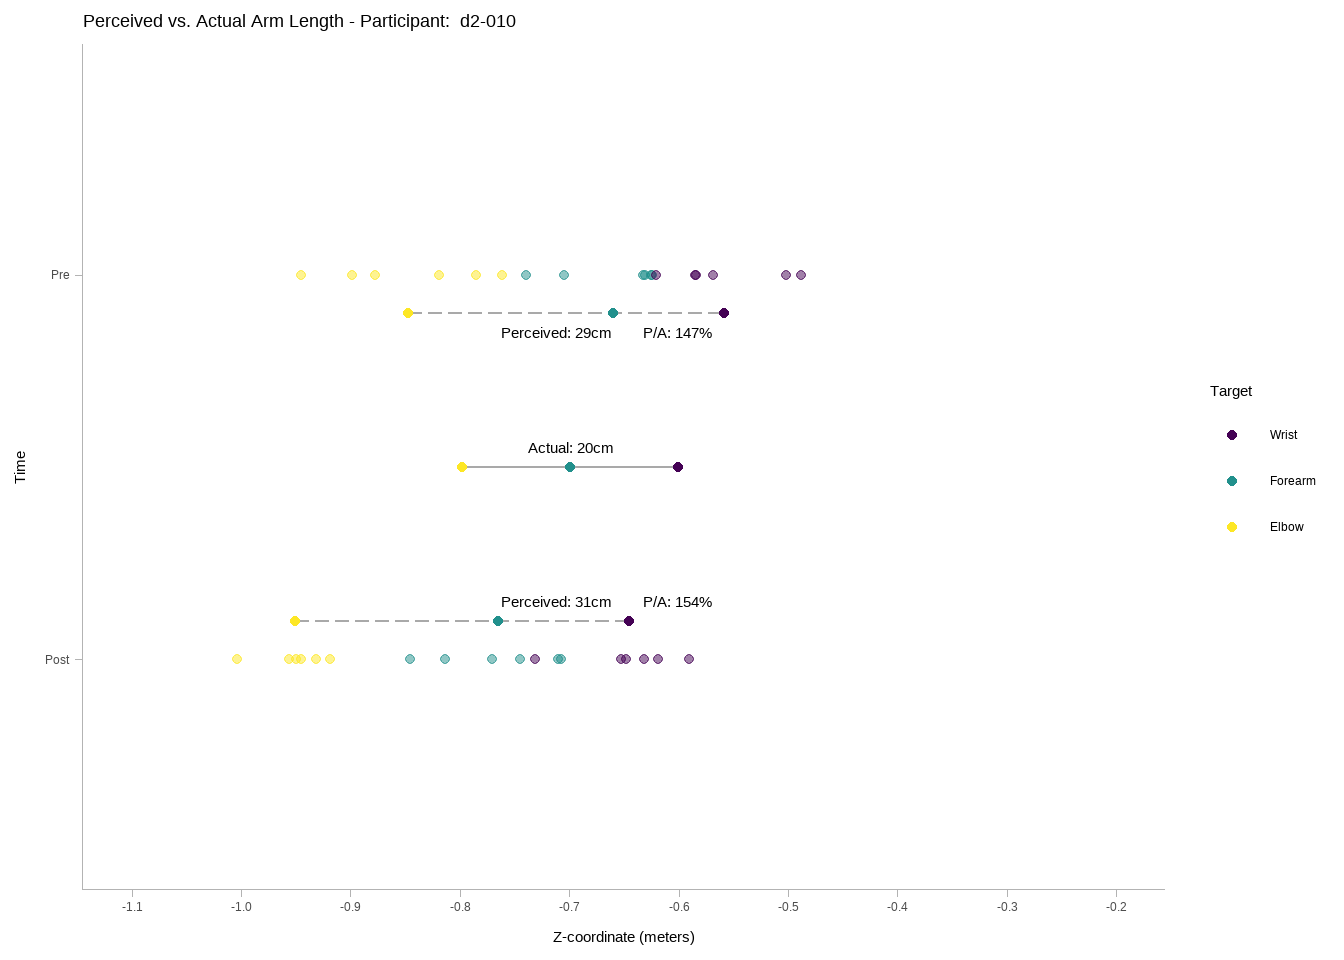 Perceived vs. Actual Arm Length - Participant:  d2-010
Pre
Perceived: 29cm
P/A: 147%
Target
Actual: 20cm
Wrist
Time
Forearm
Elbow
Perceived: 31cm
P/A: 154%
Post
-1.1
-1.0
-0.9
-0.8
-0.7
-0.6
-0.5
-0.4
-0.3
-0.2
Z-coordinate (meters)